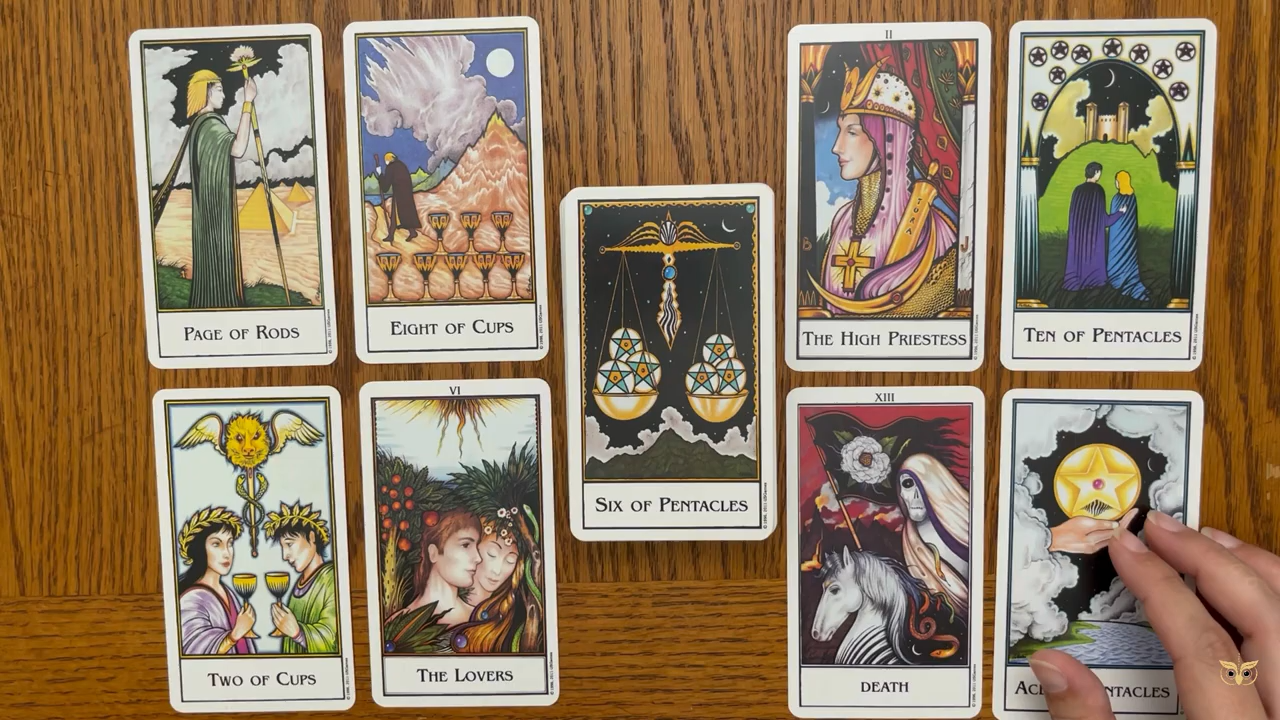 PAGE OF RODS
EIGHT OF CUPS
II
THE HIGH PRIESTESS
B
J
TORA
TEN OF PENTACLES
SIX OF PENTACLES
TWO OF CUPS
VI
THE LOVERS
XIII
DEATH